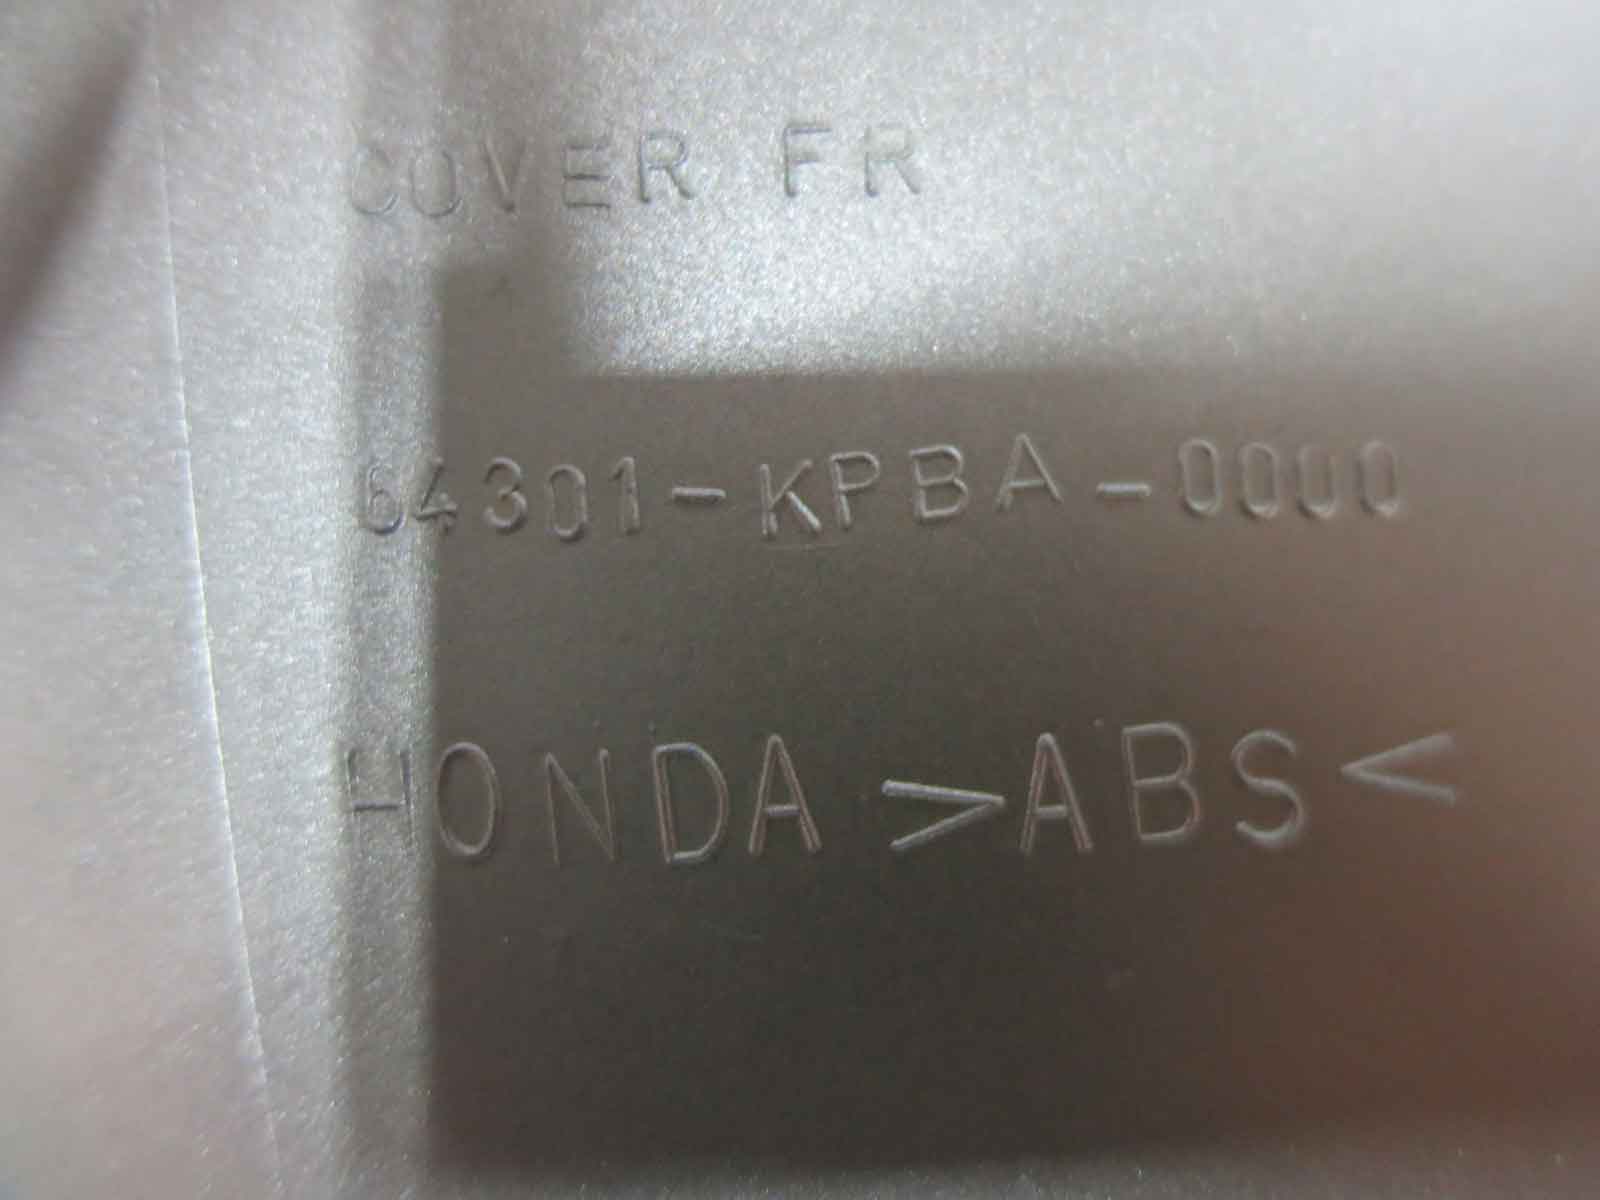 COVER FR
64301-KPBA-0000
HONDA >ABS<